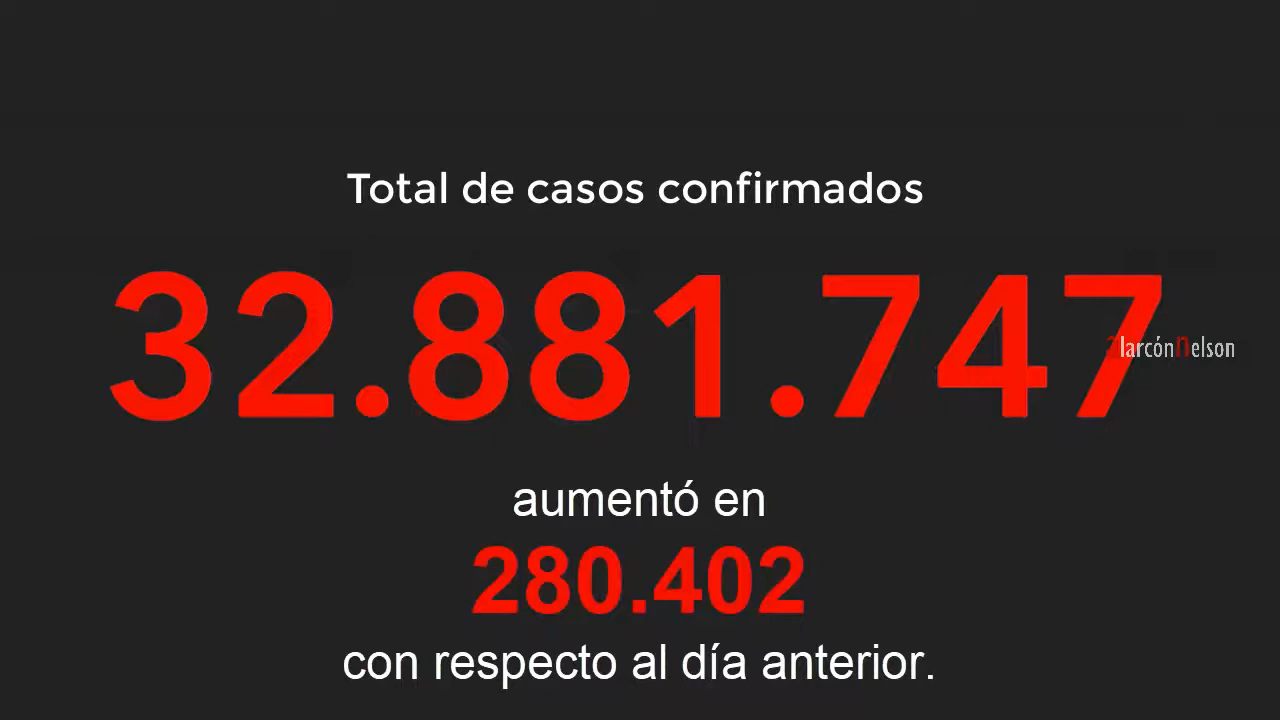 Total de casos confirmados
32.881.747
alarcónnelson
aumentó en
280.402
con respecto al día anterior.